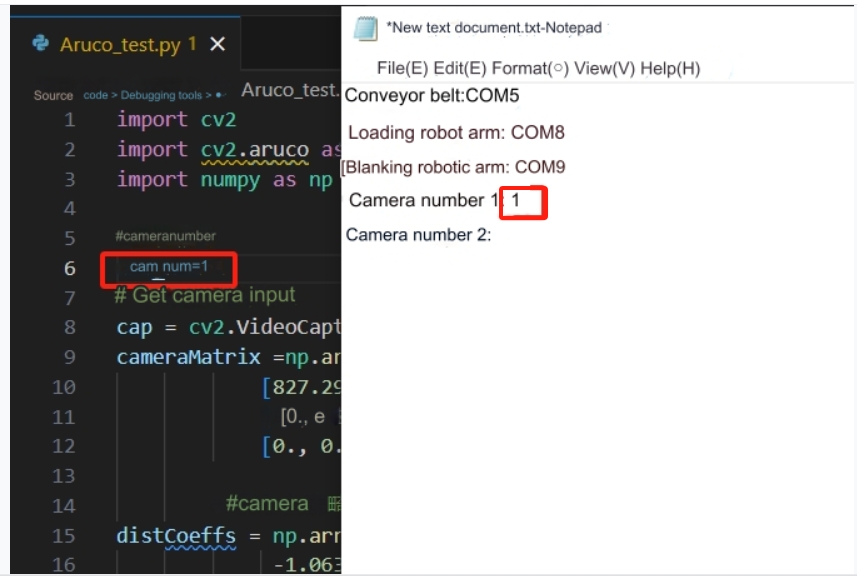 Aruco_test.py 1 ×
Source code > Debugging tools > Aruco_test.
1 import cv2
2 import cv2.aruco as
3 import numpy as np
4
5 #cameranumber
6 cam_num=1
7 # Get camera input
8 cap = cv2.VideoCapt
9 cameraMatrix =np.ar
10 [827.29
11 [0., e
12 [0., 0.
13
14 #camera
15 distCoeffs = np.arr
16 -1.063
*New text document.txt-Notepad
File(E) Edit(E) Format(○) View(V) Help(H)
Conveyor belt:COM5
Loading robot arm: COM8
[Blanking robotic arm: COM9
Camera number 1: 1
Camera number 2: